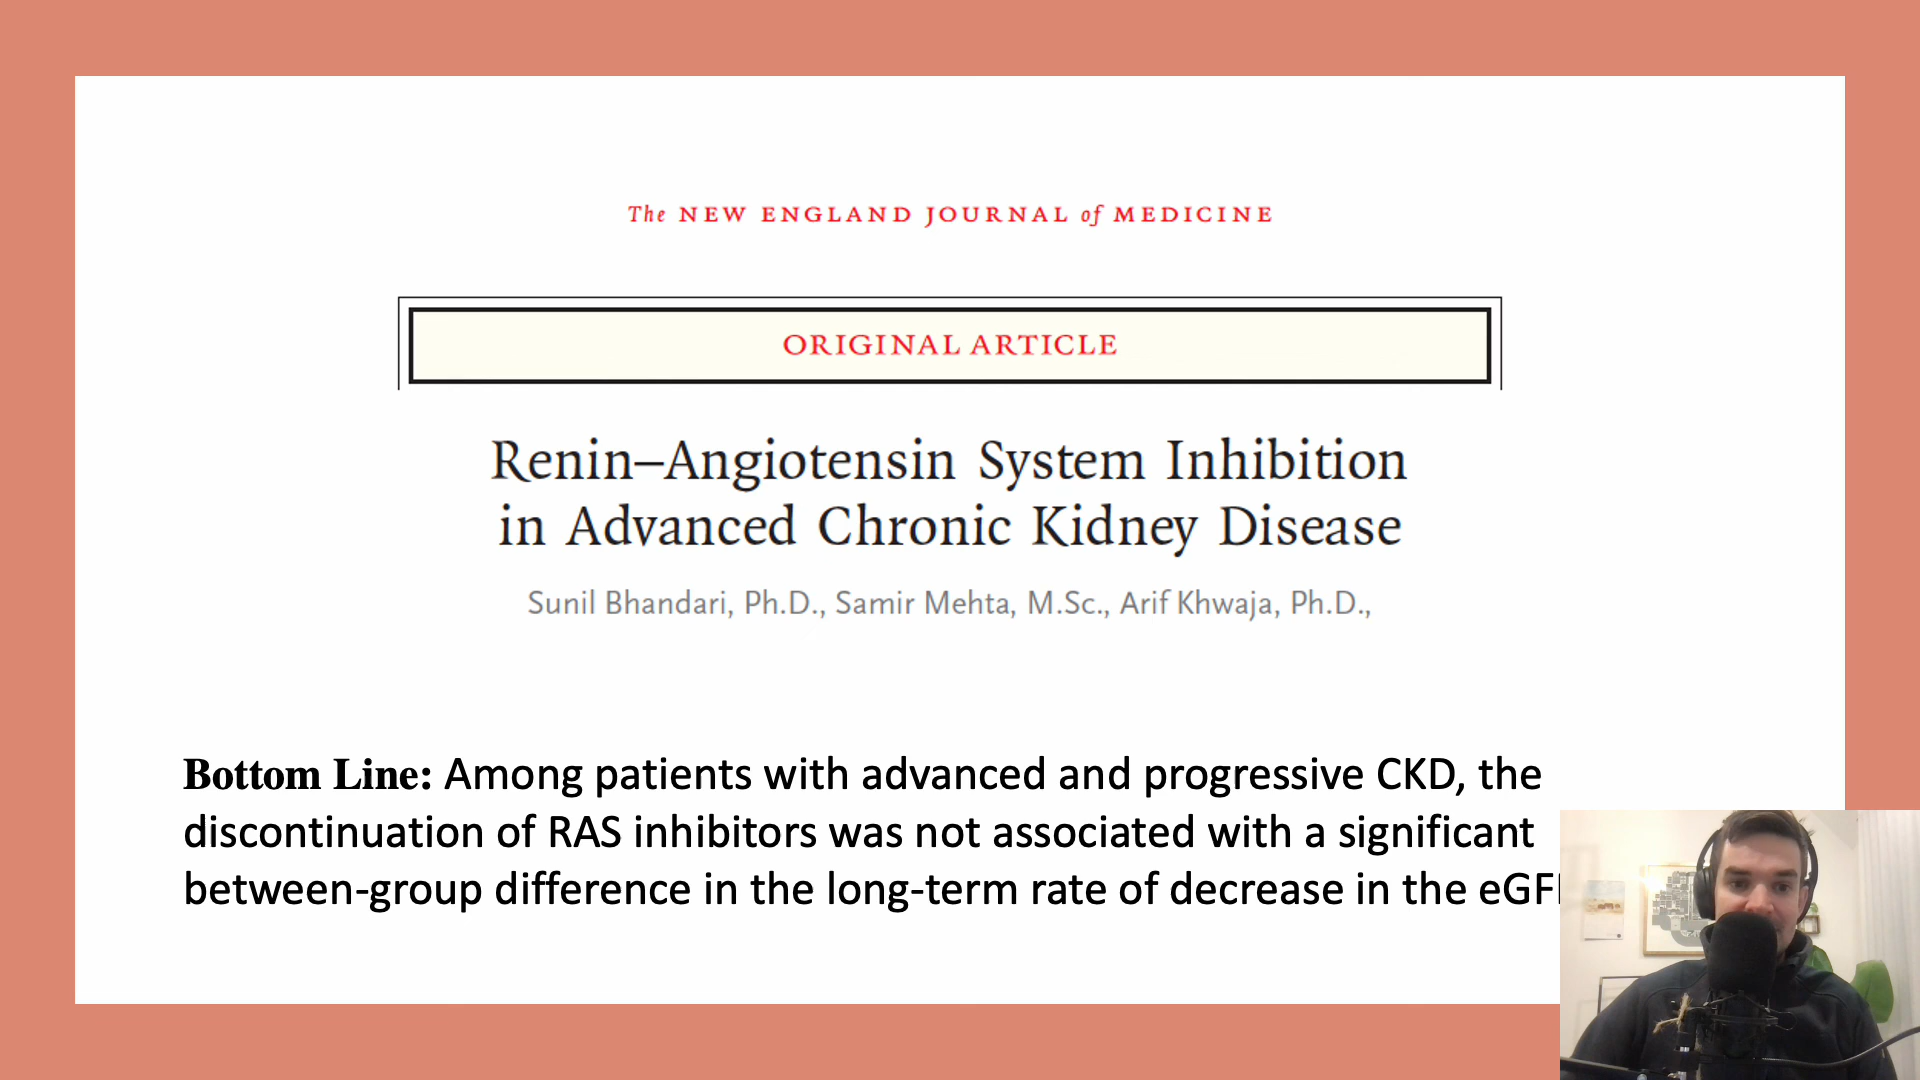 The NEW ENGLAND JOURNAL of MEDICINE
ORIGINAL ARTICLE
Renin–Angiotensin System Inhibition
in Advanced Chronic Kidney Disease
Sunil Bhandari, Ph.D., Samir Mehta, M.Sc., Arif Khwaja, Ph.D.,
Bottom Line: Among patients with advanced and progressive CKD, the
discontinuation of RAS inhibitors was not associated with a significant
between-group difference in the long-term rate of decrease in the